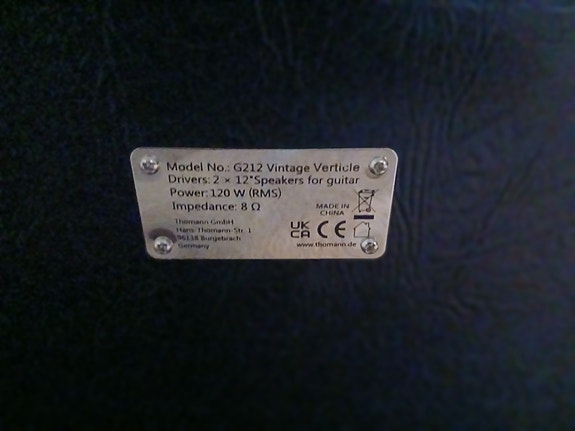 Model No.: G212 Vintage Verticle
Drivers: 2 × 12"Speakers for guitar
Power: 120 W (RMS)
Impedance: 8 Ω
MADE IN
CHINA
Thomann GmbH
Hans-Thomann-Str. 1
96138 Burgebrach
Germany
UK
CA CE
www.thomann.de